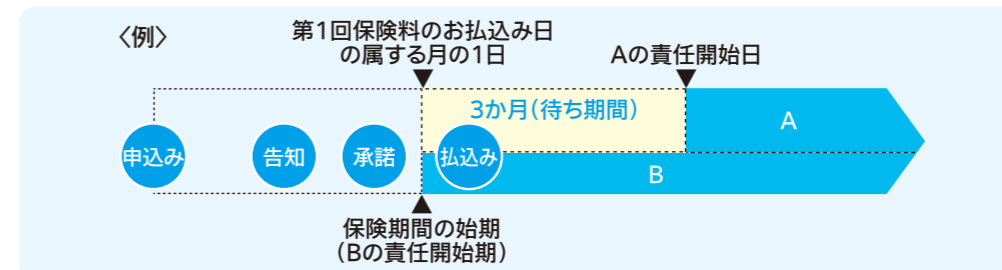 〈例〉
第1回保険料のお払込み日
の属する月の1日
Aの責任開始日
3か月(待ち期間)
A
申込み
告知
承諾
払込み
B
保険期間の始期
(Bの責任開始期)